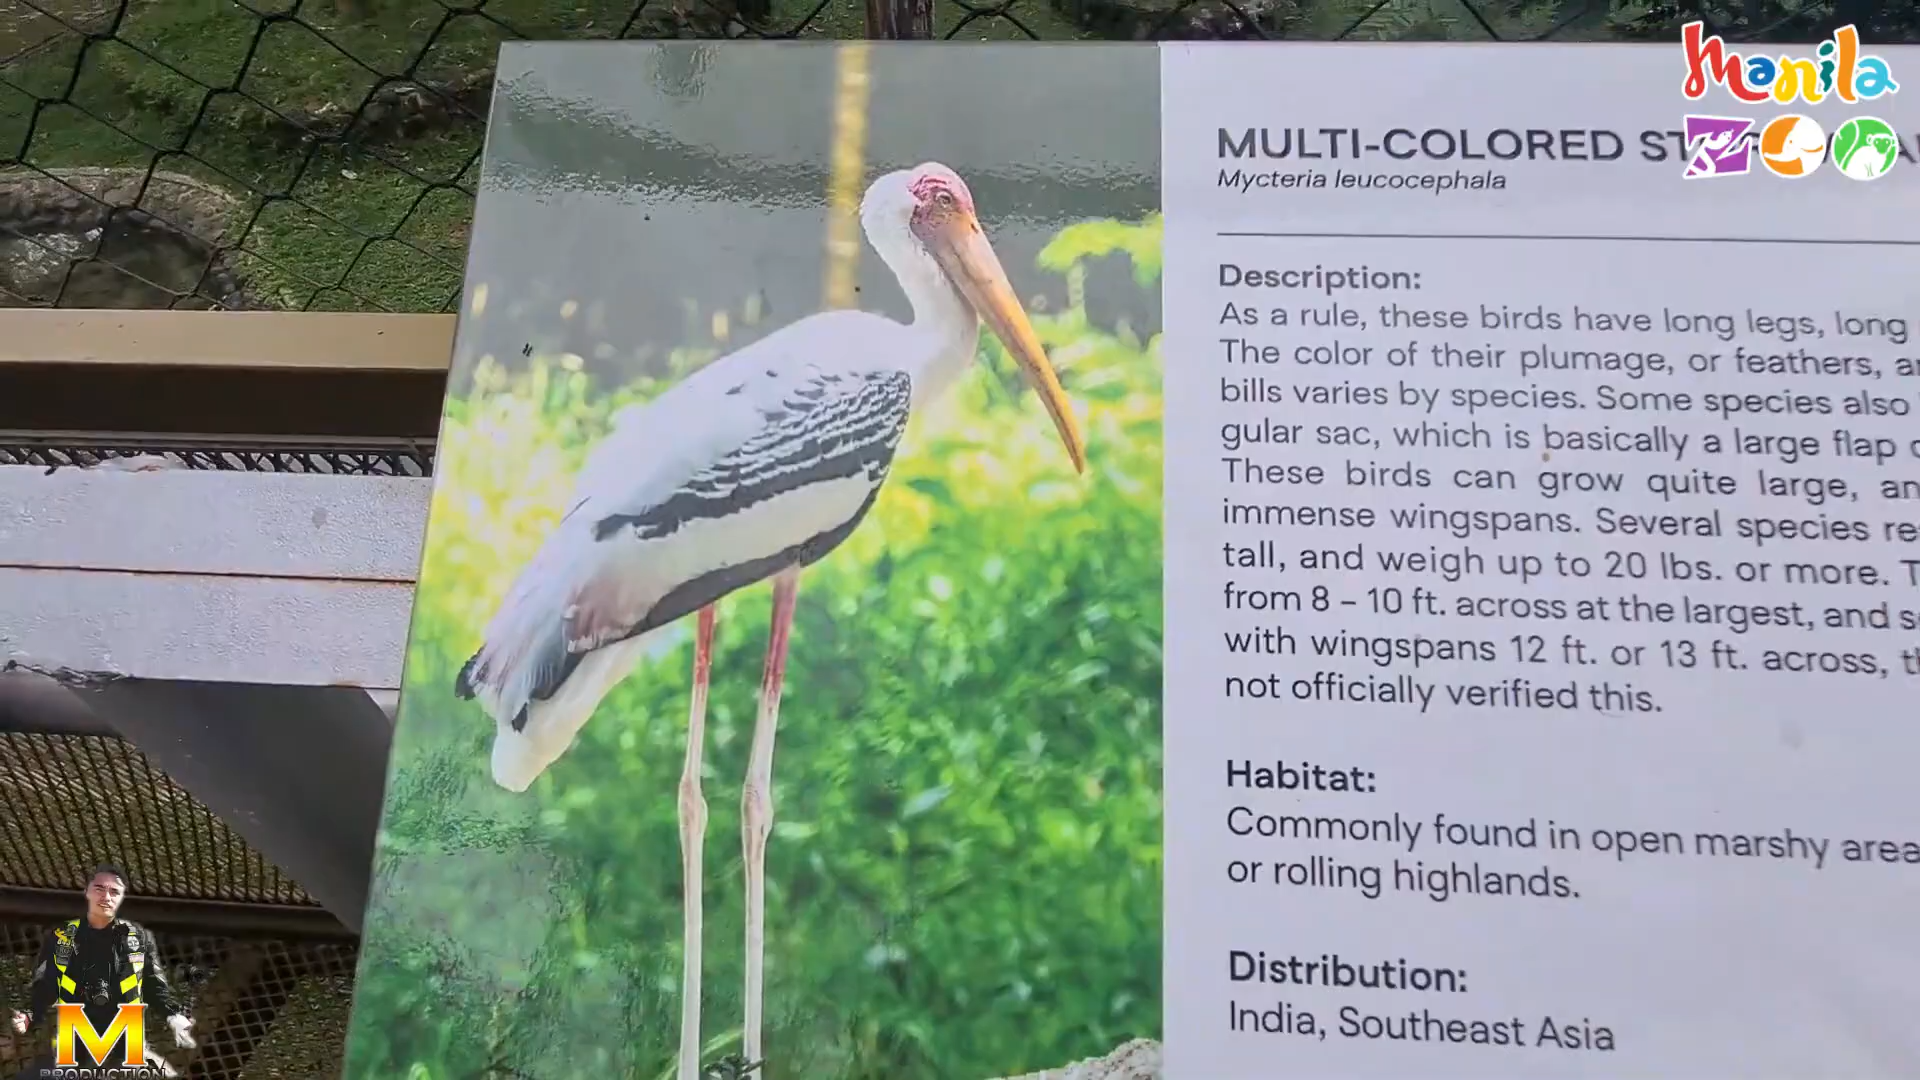 Manila
ZOO
MULTI-COLORED
Mycteria leucocephala
Description:
As a rule, these birds have long legs, long
The color of their plumage, or feathers,
bills varies by species. Some species also
gular sac, which is basically a large flap
These birds can grow quite large,
immense wingspans. Several species
tall, and weigh up to 20 lbs. or more.
from 8 – 10 ft. across at the largest, and
with wingspans 12 ft. or 13 ft. across,
not officially verified this.
Habitat:
Commonly found in open marshy
or rolling highlands.
Distribution:
India, Southeast Asia
M
PRODUCTION